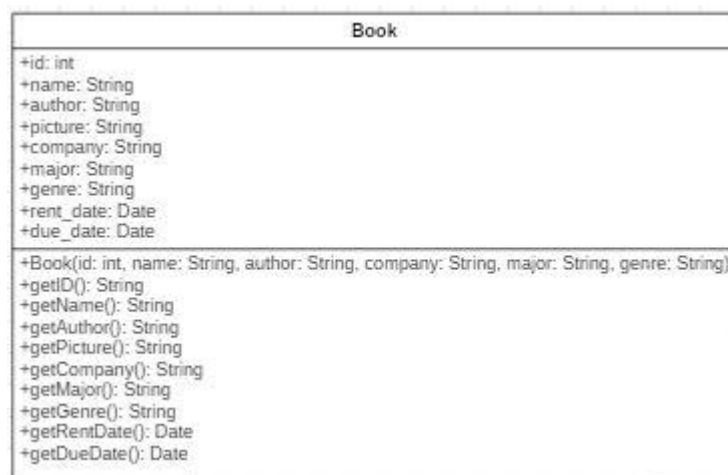 Book
+id: int
+name: String
+author: String
+picture: String
+company: String
+major: String
+genre: String
+rent_date: Date
+due_date: Date
+Book(id: int, name: String, author: String, company: String, major: String, genre: String)
+getID(): String
+getName(): String
+getAuthor(): String
+getPicture(): String
+getCompany(): String
+getMajor(): String
+getGenre(): String
+getRentDate(): Date
+getDueDate(): Date